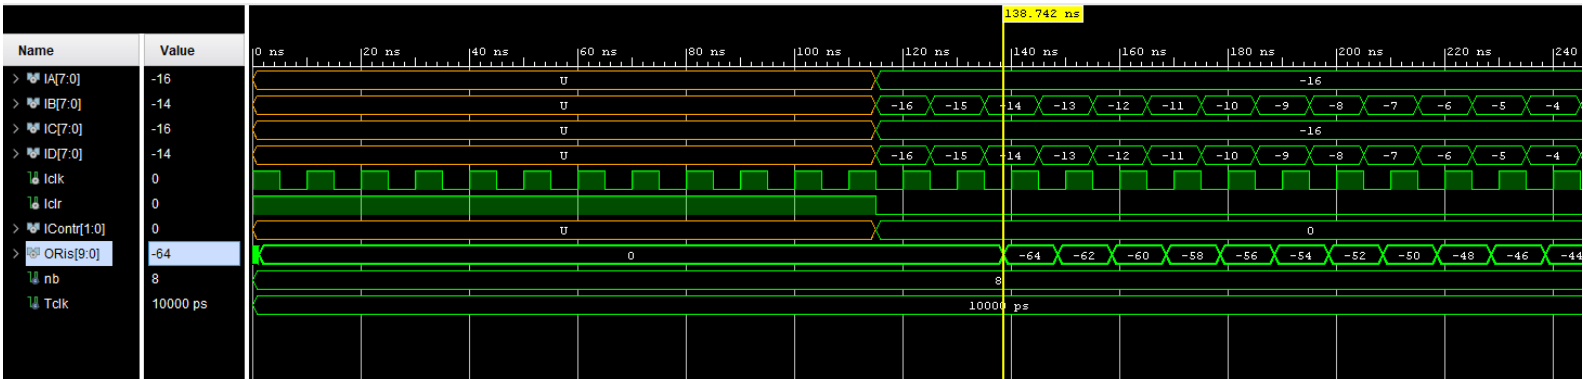 138.742 ns
Name Value 0 ns 20 ns 40 ns 60 ns 80 ns 100 ns 120 ns 140 ns 160 ns 180 ns 200 ns 220 ns 240
IA[7:0] -16 U -16
IB[7:0] -14 U -16 -15 -14 -13 -12 -11 -10 -9 -8 -7 -6 -5 -4
IC[7:0] -16 U -16
ID[7:0] -14 U -16 -15 -14 -13 -12 -11 -10 -9 -8 -7 -6 -5 -4
Iclk 0
Iclr 0
IContr[1:0] 0 U 0
ORis[9:0] -64 0 -64 -62 -60 -58 -56 -54 -52 -50 -48 -46 -44
nb 8 8
Tclk 10000 ps 10000 ps